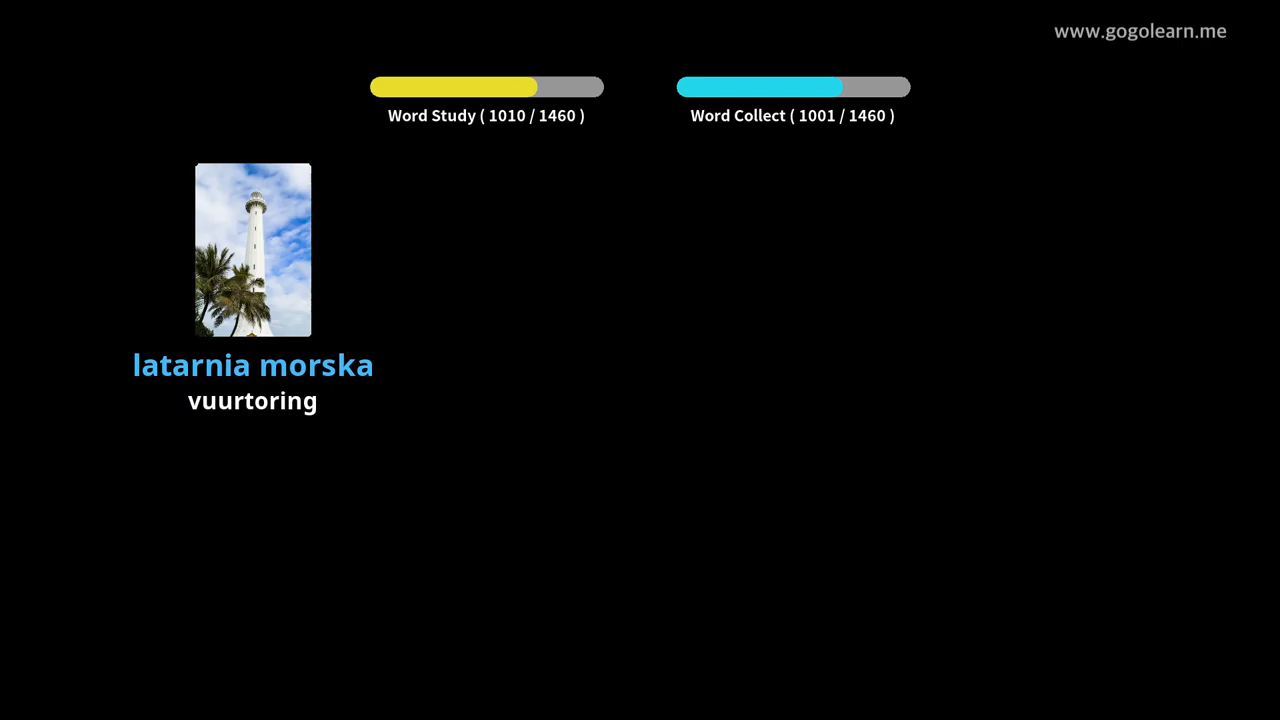 www.gogolearn.me
Word Study ( 1010 / 1460 )
Word Collect ( 1001 / 1460 )
latarnia morska
vuurtoring